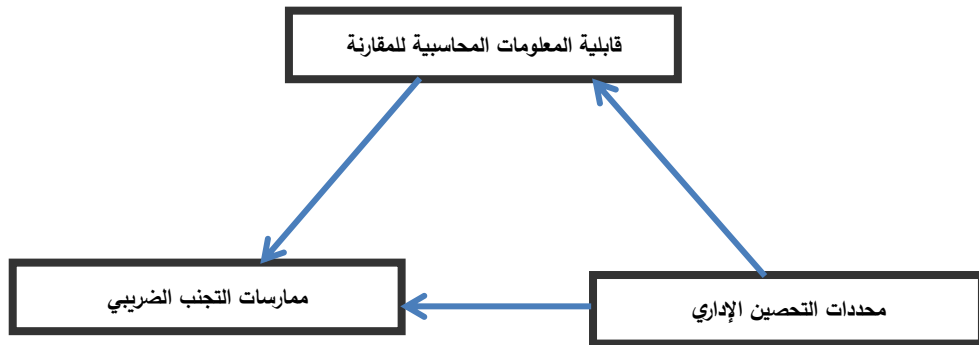 قابلية المعلومات المحاسبية للمقارنة
محددات التحصين الإداري
ممارسات التجنب الضريبي